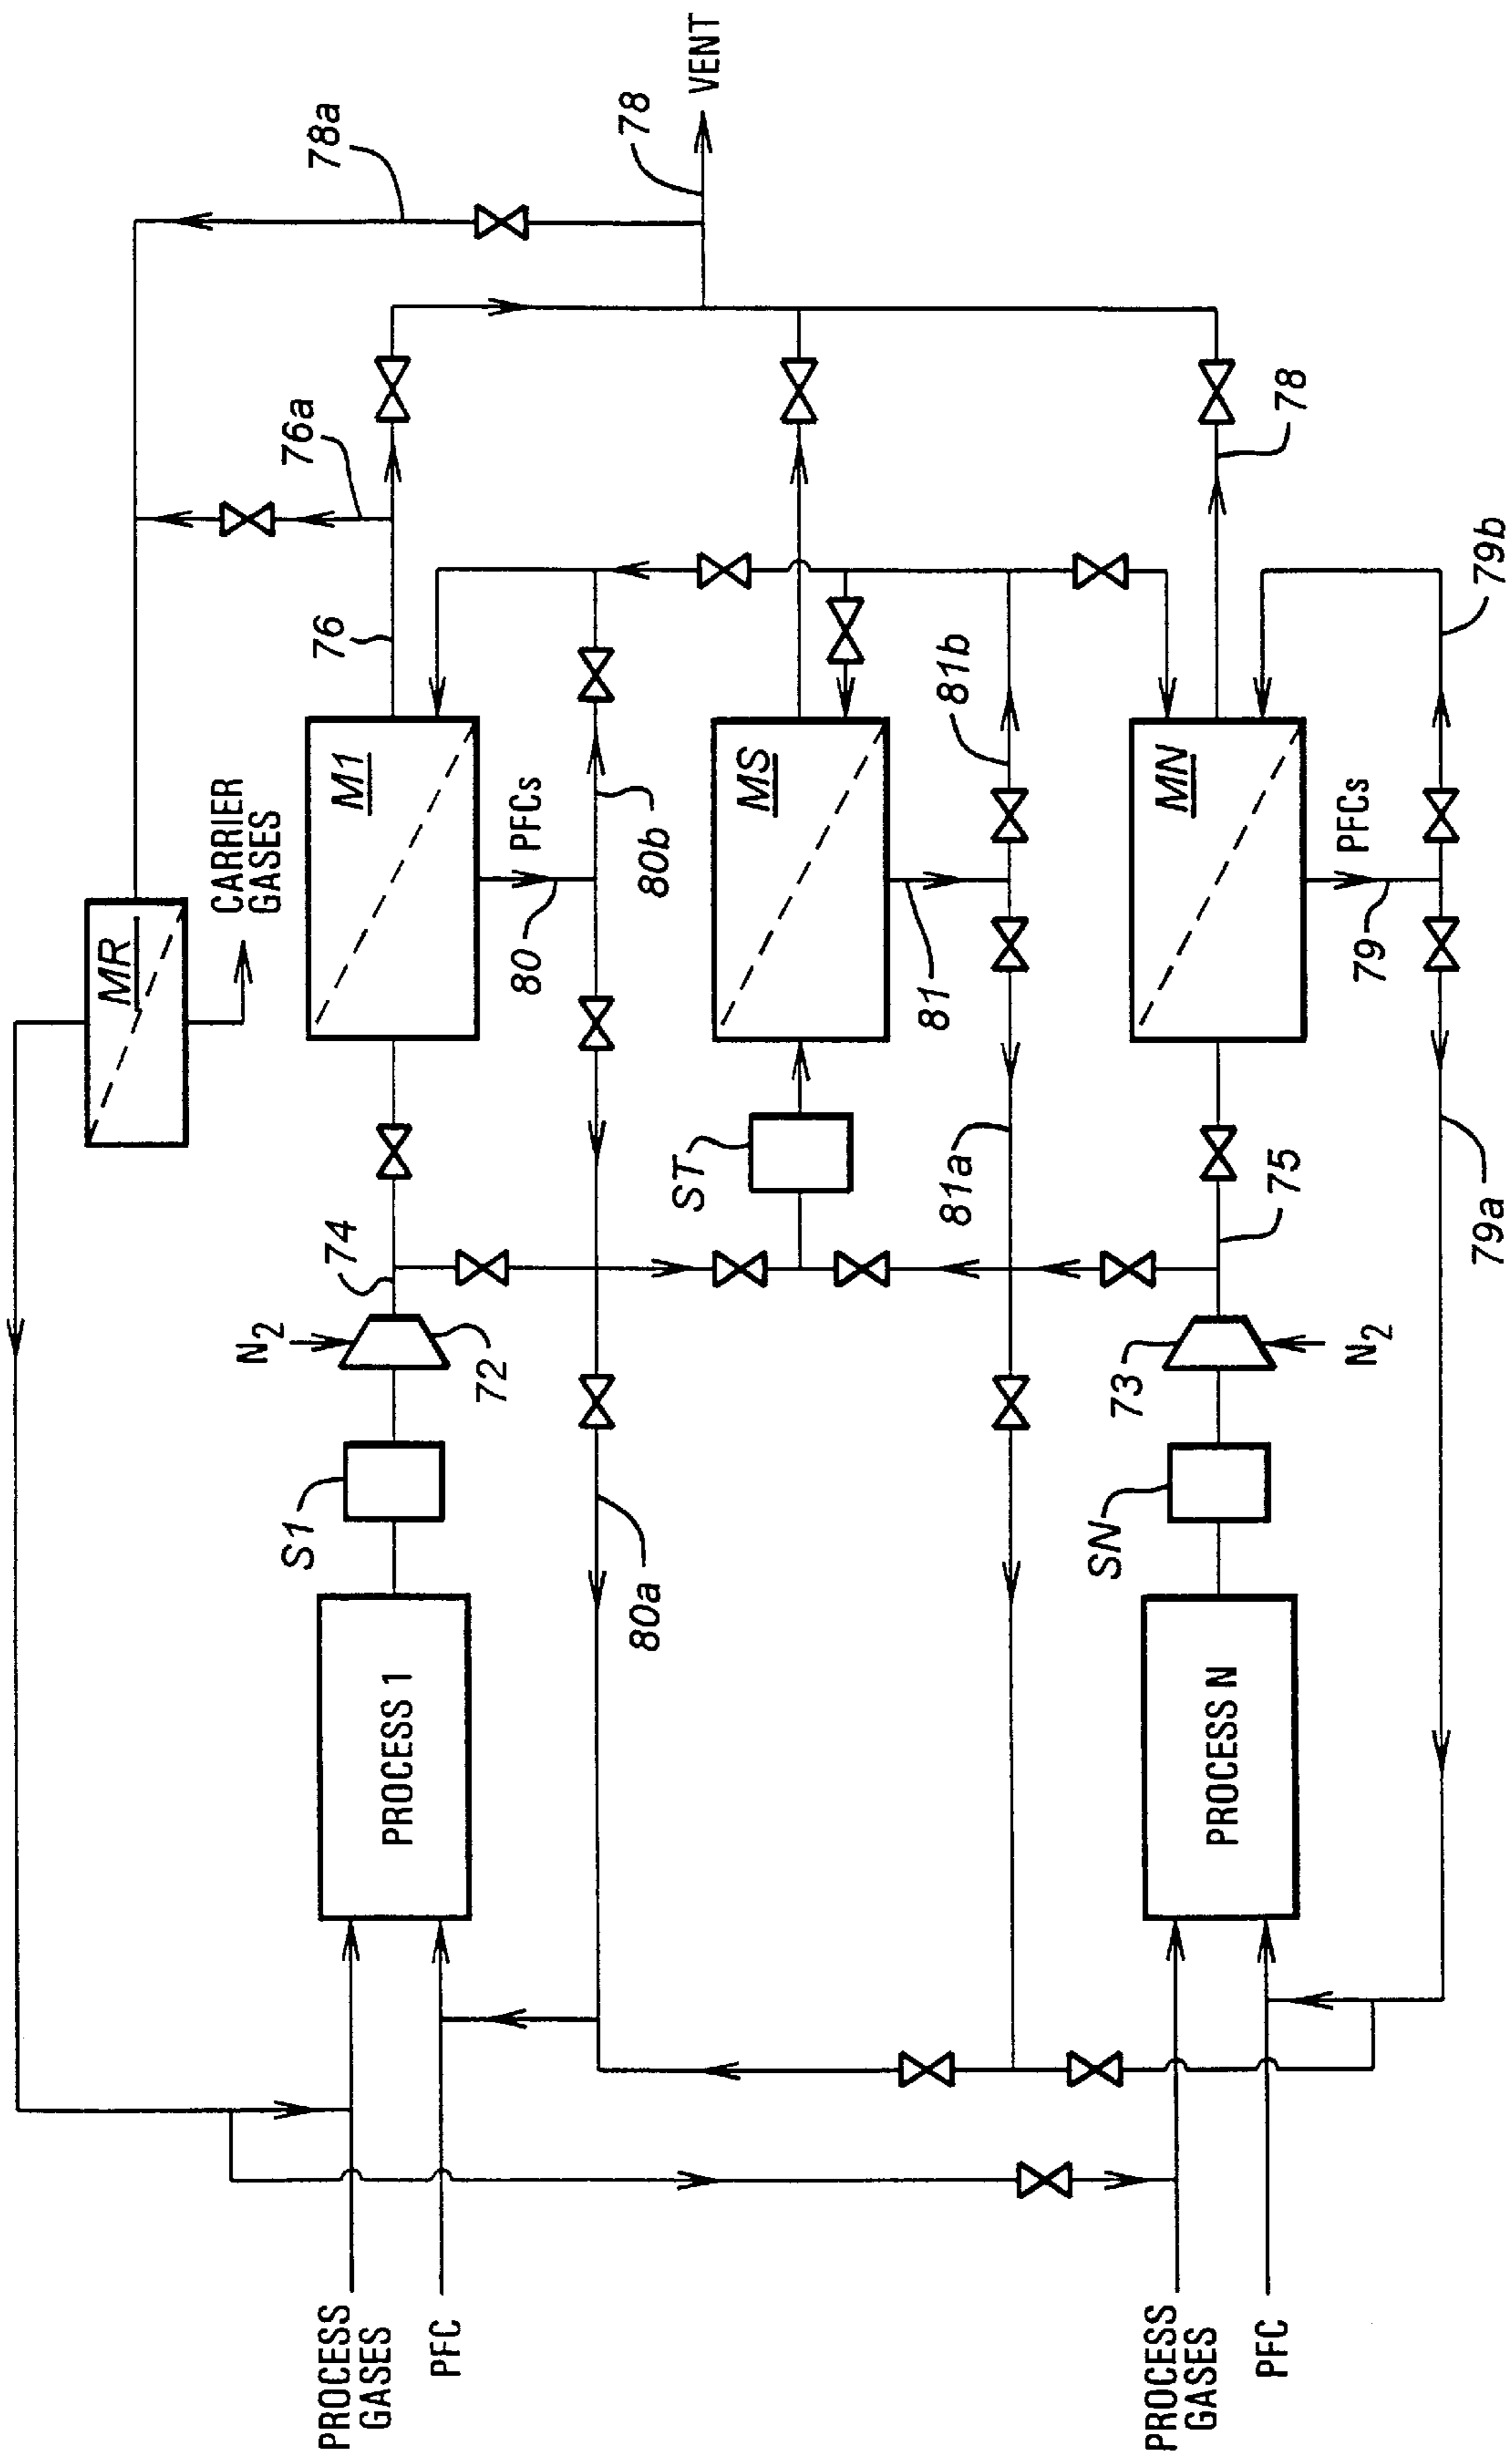 MR
CARRIER
GASES
76a
78a
76
78
VENT
N2
74
M1
S1
72
PROCESS 1
PROCESS
GASES
PFC
80
PFCs
80b
80a
ST
MS
81
81b
81a
SN
73
N2
75
MN
78
PROCESS N
PROCESS
GASES
PFC
79
PFCs
79a
79b